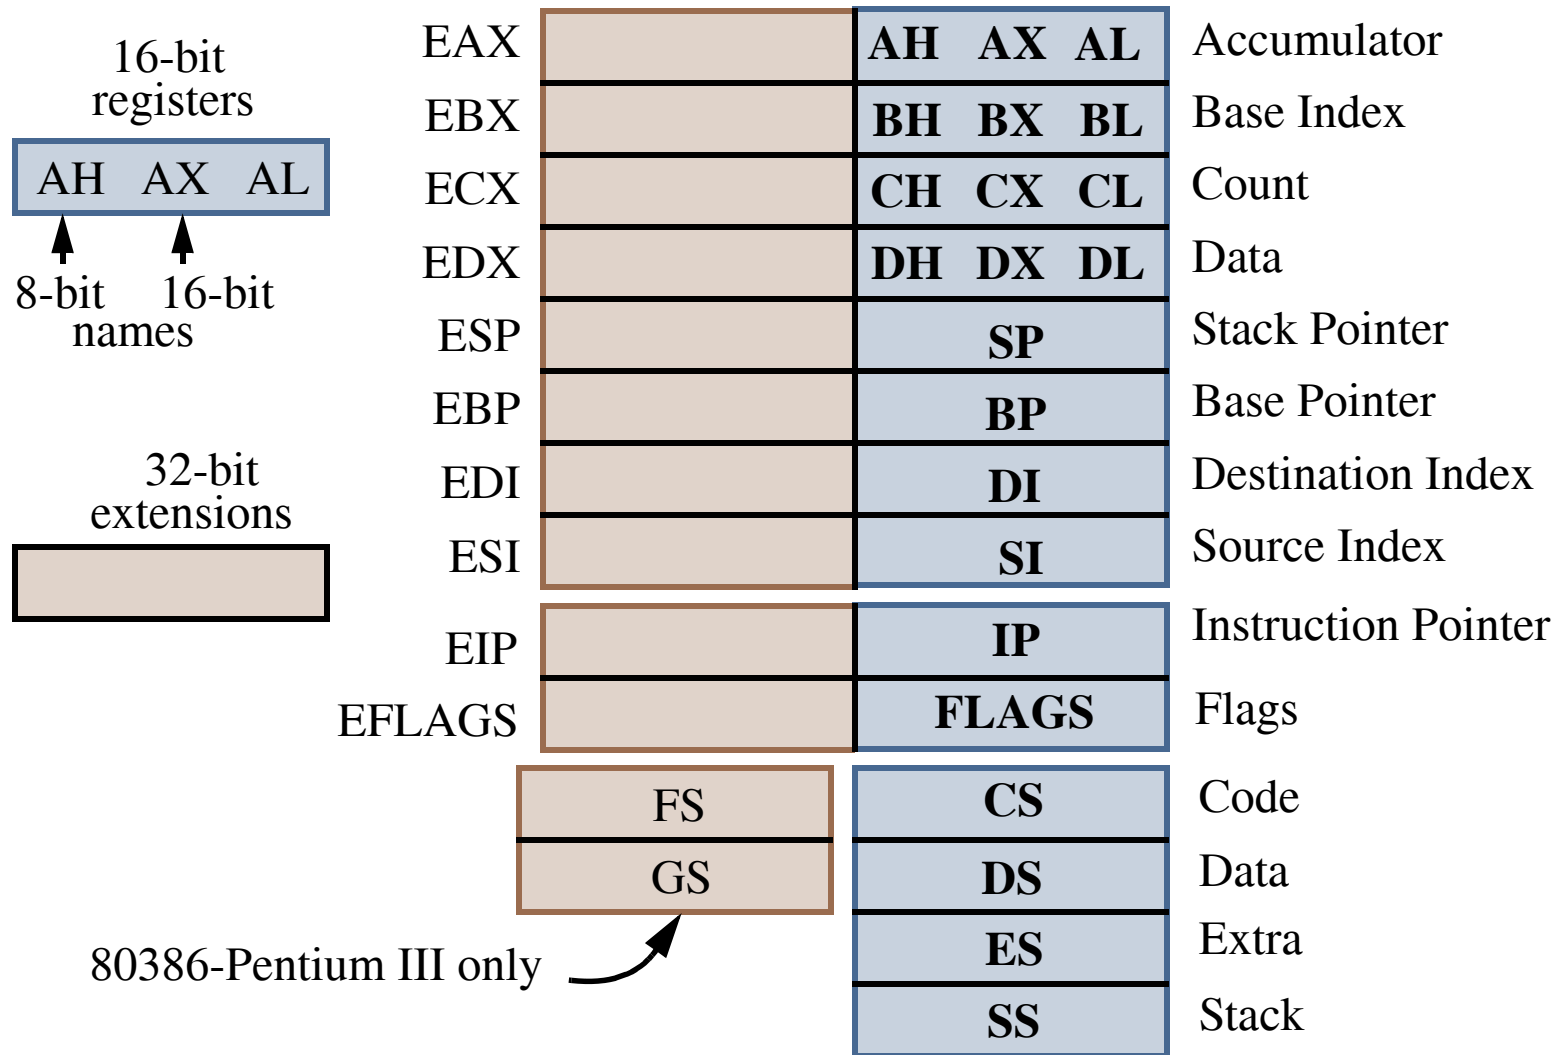 16-bit
registers
AH AX AL
8-bit 16-bit
names
32-bit
extensions
EAX AH AX AL Accumulator
EBX BH BX BL Base Index
ECX CH CX CL Count
EDX DH DX DL Data
ESP SP Stack Pointer
EBP BP Base Pointer
EDI DI Destination Index
ESI SI Source Index
EIP IP Instruction Pointer
EFLAGS FLAGS Flags
FS CS Code
GS DS Data
ES Extra
80386-Pentium III only
SS Stack